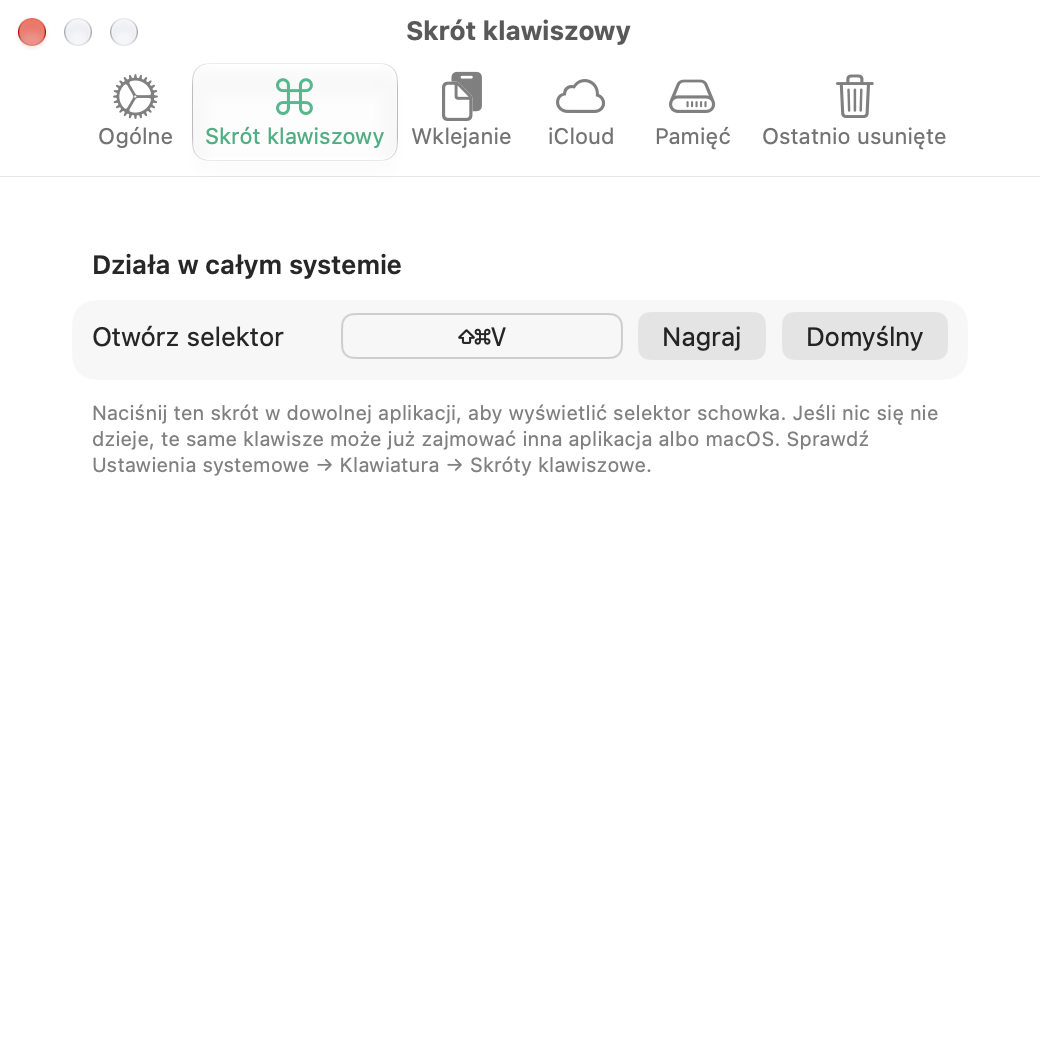 Skrót klawiszowy
Ogólne
Skrót klawiszowy
Wklejanie
iCloud
Pamięć
Ostatnio usunięte
Działa w całym systemie
Otwórz selektor
⇧⌘V
Nagraj
Domyślny
Naciśnij ten skrót w dowolnej aplikacji, aby wyświetlić selektor schowka. Jeśli nic się nie
dzieje, te same klawisze może już zajmować inna aplikacja albo macOS. Sprawdź
Ustawienia systemowe → Klawiatura → Skróty klawiszowe.